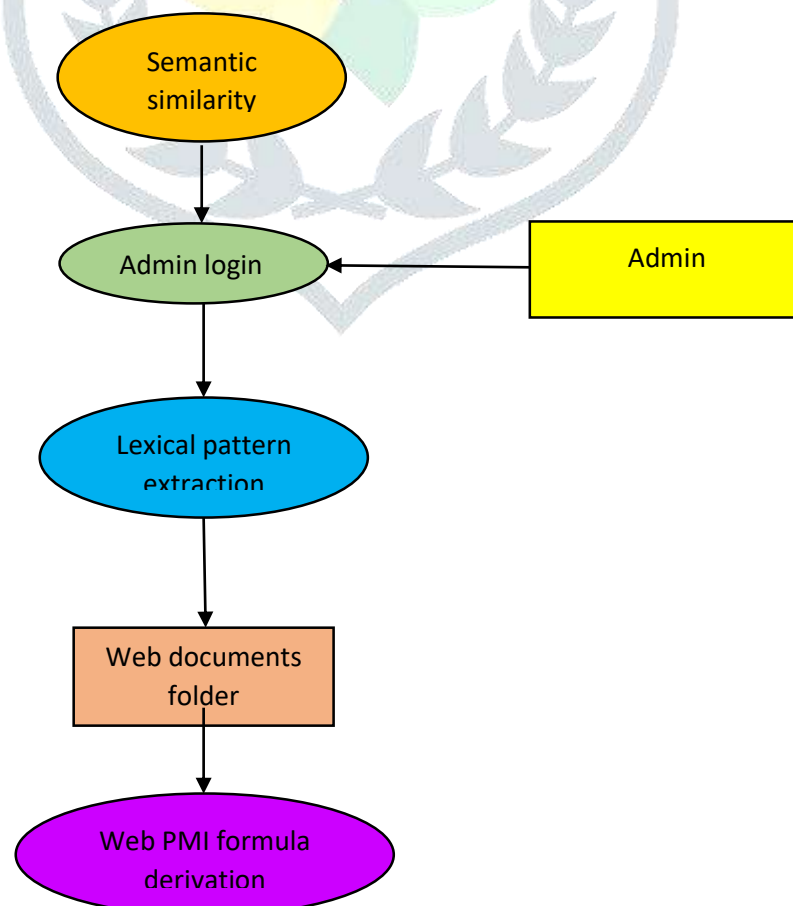 Semantic
similarity
Admin login
Admin
Lexical pattern
extraction
Web documents
folder
Web PMI formula
derivation